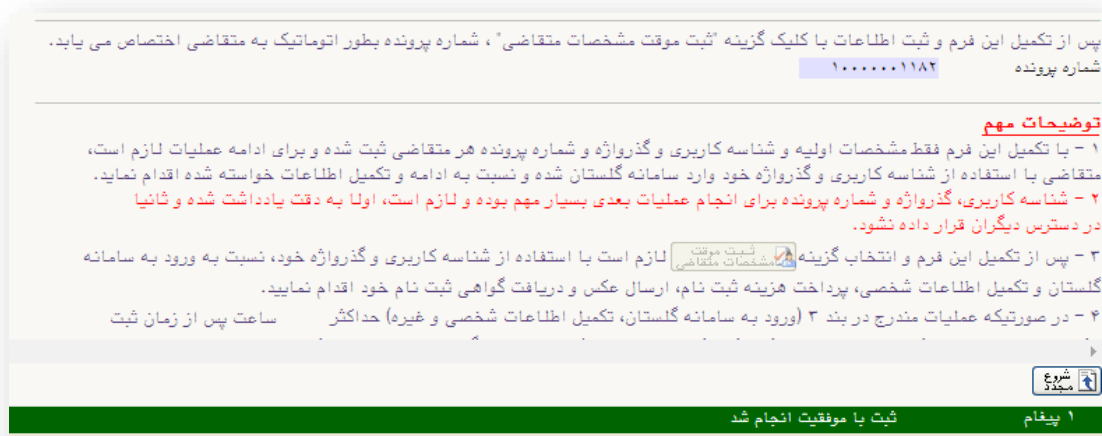 پس از تکمیل این فرم و ثبت اطلاعات با کلیک گزینه "ثبت موقت مشخصات متقاضی" ، شماره پرونده بطور اتوماتیک به متقاضی اختصاص می یابد.
شماره پرونده ۱۰۰۰۰۰۰۱۱۸۲
توضیحات مهم
۱ - با تکمیل این فرم فقط مشخصات اولیه و شناسه کاربری و گذرواژه و شماره پرونده هر متقاضی ثبت شده و برای ادامه عملیات لازم است،
متقاضی با استفاده از شناسه کاربری و گذرواژه خود وارد سامانه گلستان شده و نسبت به ادامه و تکمیل اطلاعات خواسته شده اقدام نماید.
۲ - شناسه کاربری، گذرواژه و شماره پرونده برای انجام عملیات بعدی بسیار مهم بوده و لازم است، اولا به دقت یادداشت شده و ثانیا
در دسترس دیگران قرار داده نشود.
۳ - پس از تکمیل این فرم و انتخاب گزینه ثبت موقت مشخصات متقاضی لازم است با استفاده از شناسه کاربری و گذرواژه خود، نسبت به ورود به سامانه
گلستان و تکمیل اطلاعات شخصی، پرداخت هزینه ثبت نام، ارسال عکس و دریافت گواهی ثبت نام خود اقدام نمایید.
۴ - در صورتیکه عملیات مندرج در بند ۳ (ورود به سامانه گلستان، تکمیل اطلاعات شخصی و غیره) حداکثر ساعت پس از زمان ثبت
شروع مجدد
۱ پیغام ثبت با موفقیت انجام شد